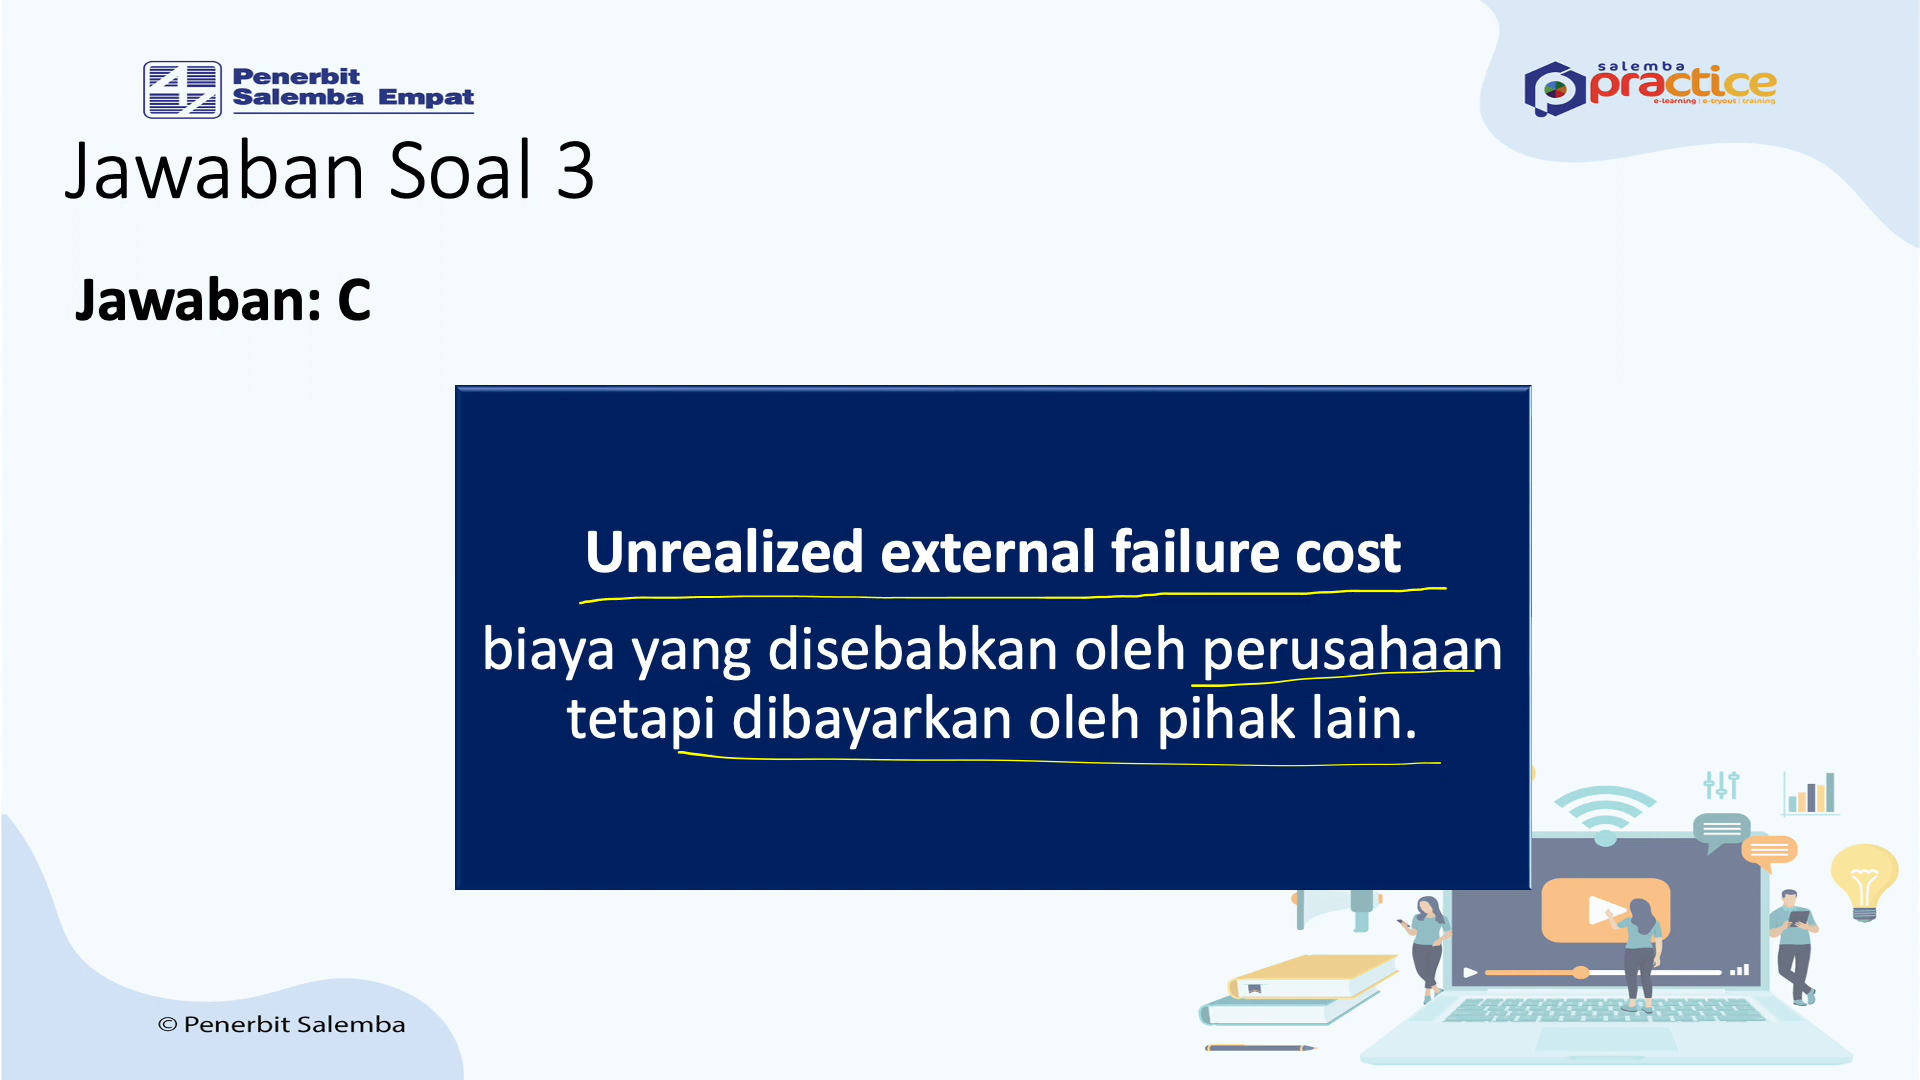 Penerbit
Salemba Empat
salemba
practice
e-learning | e-tryout | training
Jawaban Soal 3
Jawaban: C
Unrealized external failure cost
biaya yang disebabkan oleh perusahaan
tetapi dibayarkan oleh pihak lain.
© Penerbit Salemba